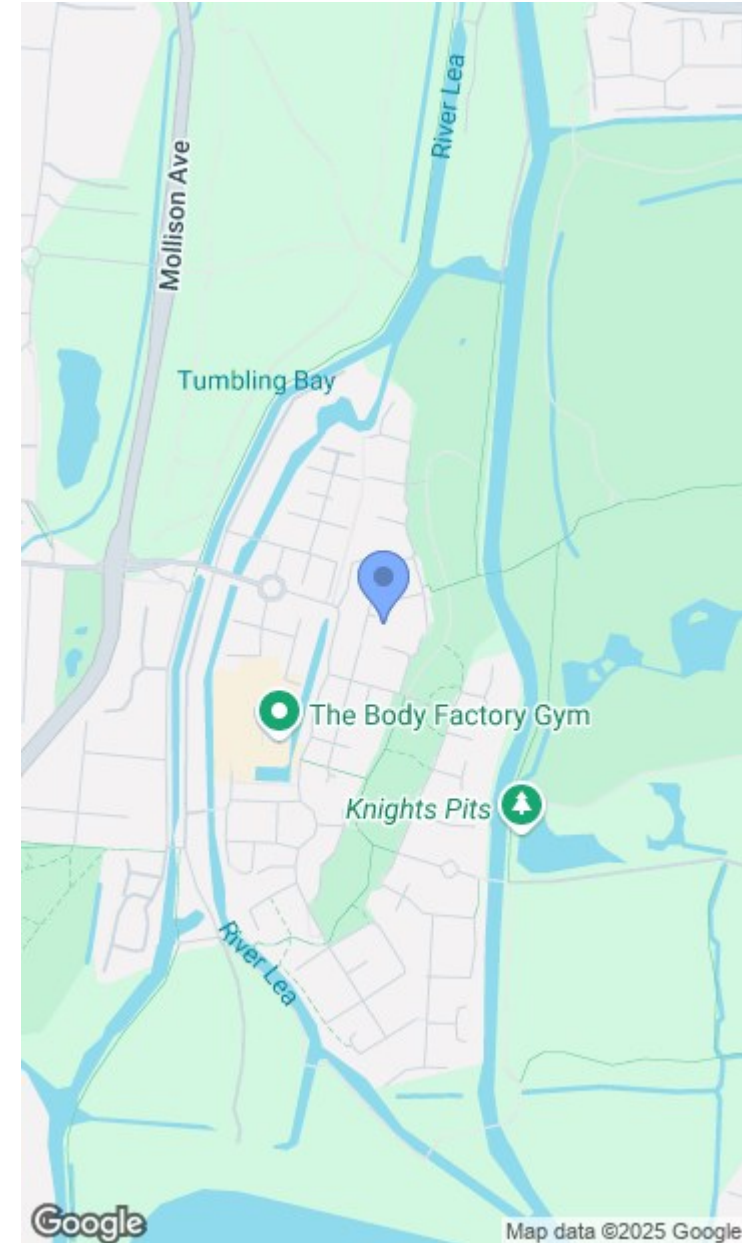 River Lea
Mollison Ave
Tumbling Bay
The Body Factory Gym
Knights Pits
River Lea
Google
Map data ©2025 Google